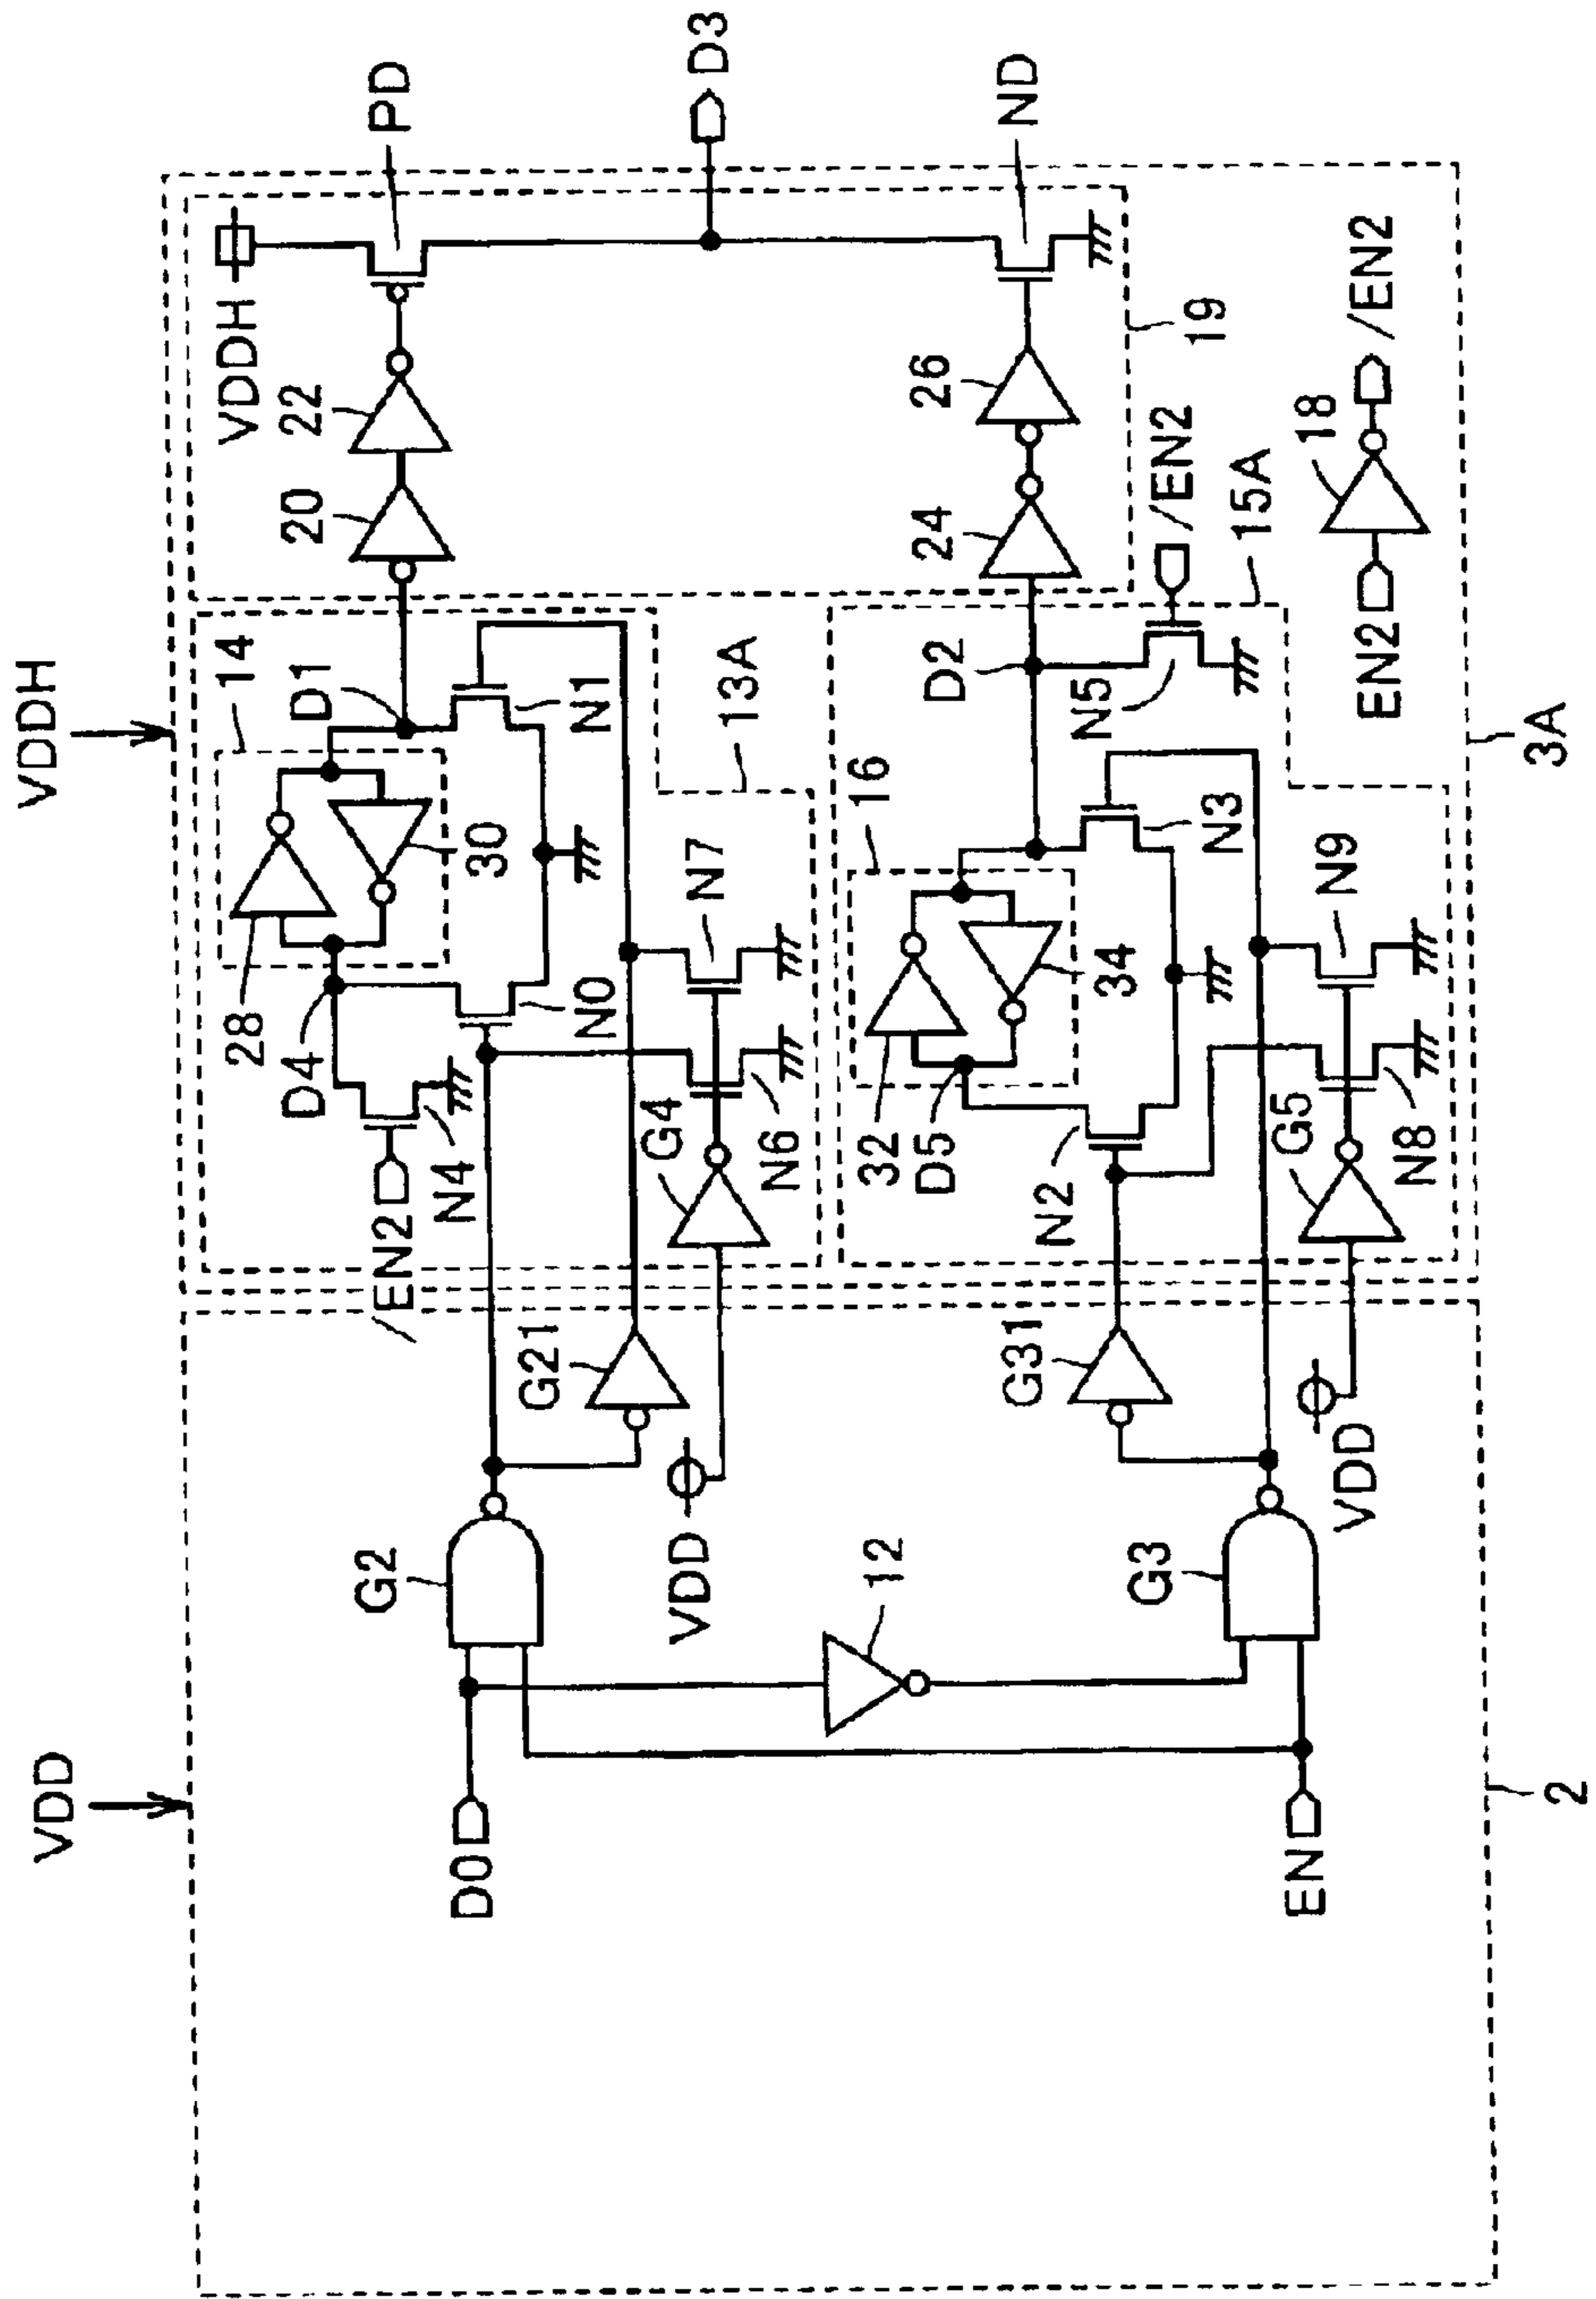 VDD
VDDH
VDDH
PD
22
20
14
D1
28
30
D4
N1
N0
/EN2
N4
G2
G21
13A
N7
G4
N6
VDD
D0
D3
12
ND
26
24
D2
19
/EN2
N5
15A
16
34
32
D5
N3
N2
G31
N9
G5
N8
G3
VDD
EN
18
EN2
/EN2
3A
2